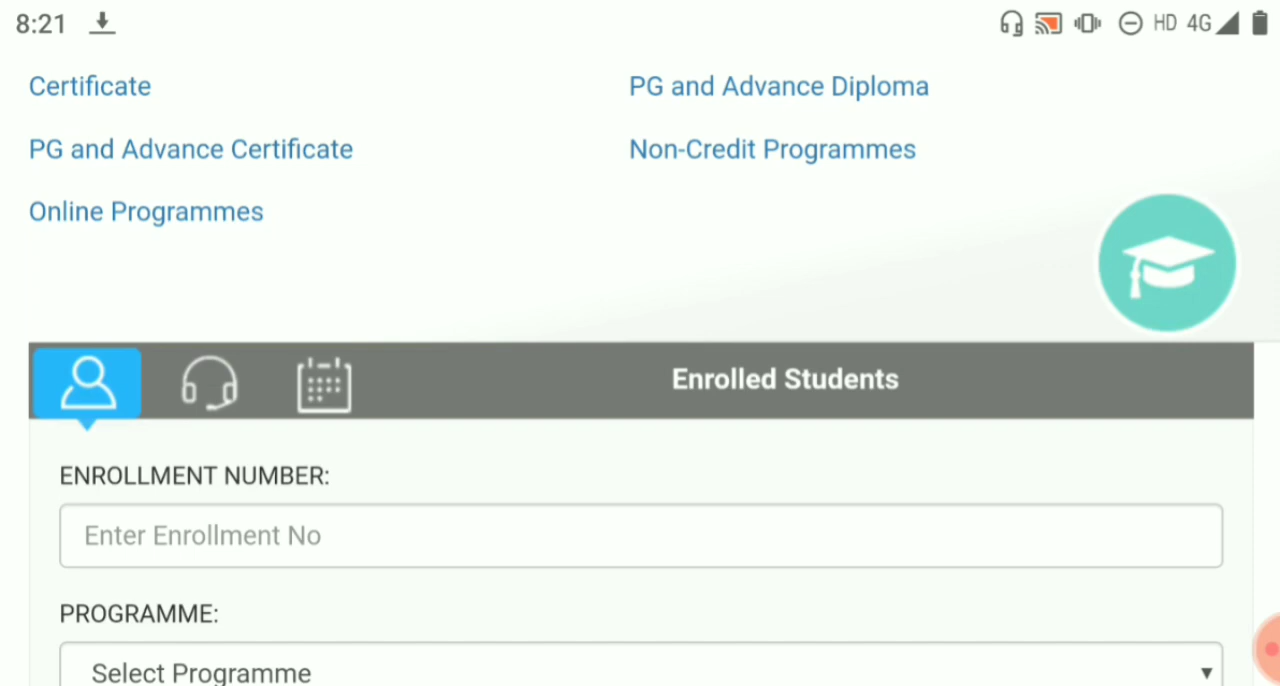 8:21 HD 4G
Certificate
PG and Advance Diploma
PG and Advance Certificate
Non-Credit Programmes
Online Programmes
Enrolled Students
ENROLLMENT NUMBER:
Enter Enrollment No
PROGRAMME:
Select Programme